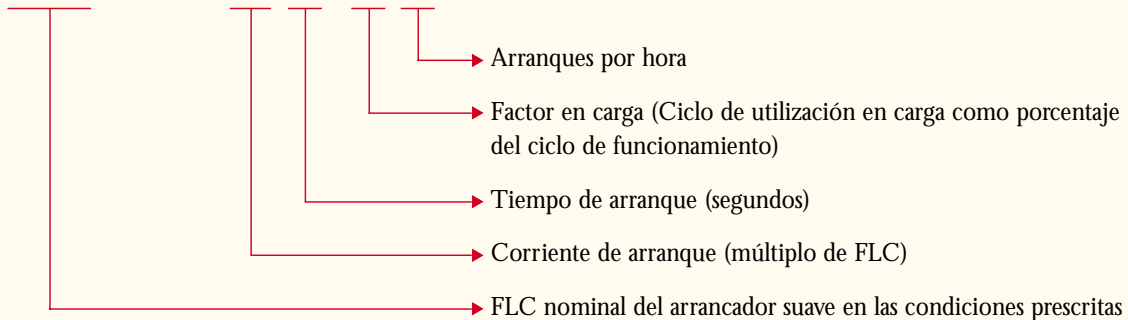 Arranques por hora
Factor en carga (Ciclo de utilización en carga como porcentaje
del ciclo de funcionamiento)
Tiempo de arranque (segundos)
Corriente de arranque (múltiplo de FLC)
FLC nominal del arrancador suave en las condiciones prescritas